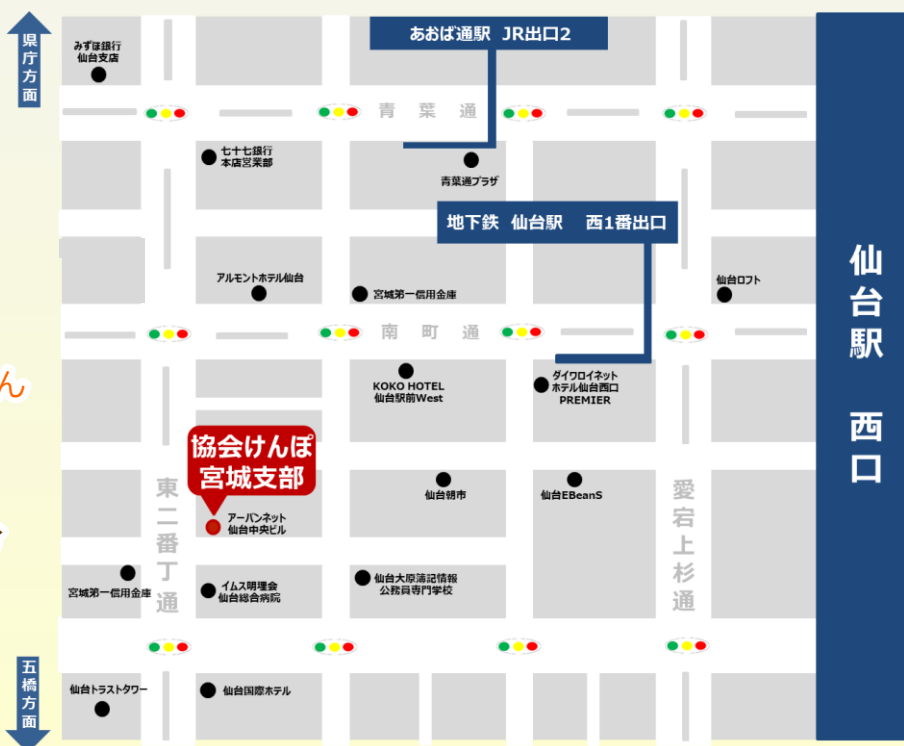 県庁方面
みずほ銀行
仙台支店
あおば通駅 JR出口2
青葉通
七十七銀行
本店営業部
青葉通プラザ
地下鉄 仙台駅 西1番出口
アルモントホテル仙台
宮城第一信用金庫
仙台ロフト
仙台駅 西口
南町通
KOKO HOTEL
仙台駅前West
ダイワロイネット
ホテル仙台西口
PREMIER
ん
協会けんぽ
宮城支部
東二番丁通
アーバンネット
仙台中央ビル
仙台朝市
仙台EBeanS
愛宕上杉通
宮城第一信用金庫
イムス明理会
仙台総合病院
仙台大原簿記情報
公務員専門学校
五橋方面
仙台トラストタワー
仙台国際ホテル